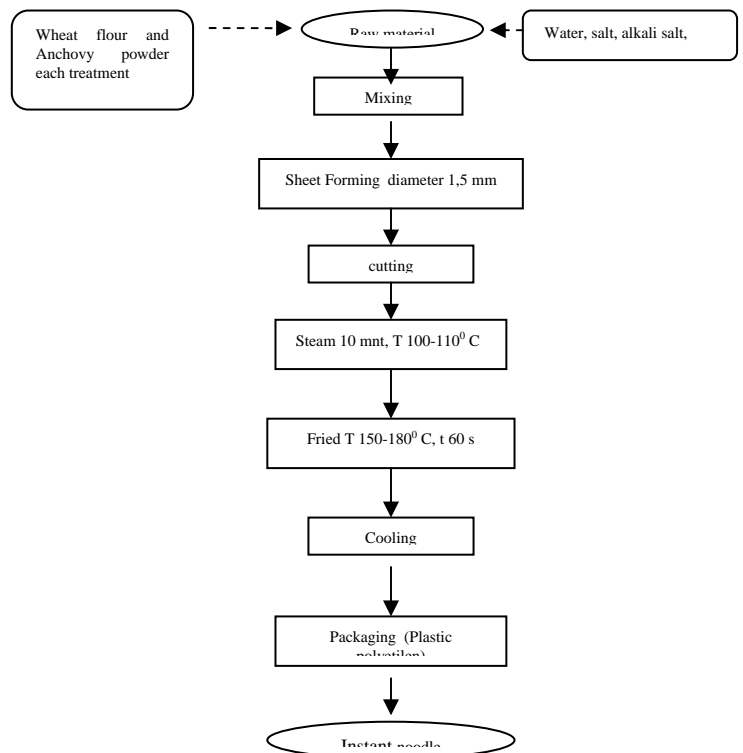 Wheat flour and
Anchovy powder
each treatment
Raw material
Water, salt, alkali salt,
Mixing
Sheet Forming diameter 1,5 mm
cutting
Steam 10 mnt, T 100-110⁰ C
Fried T 150-180⁰ C, t 60 s
Cooling
Packaging (Plastic
polyetilen)
Instant noodle